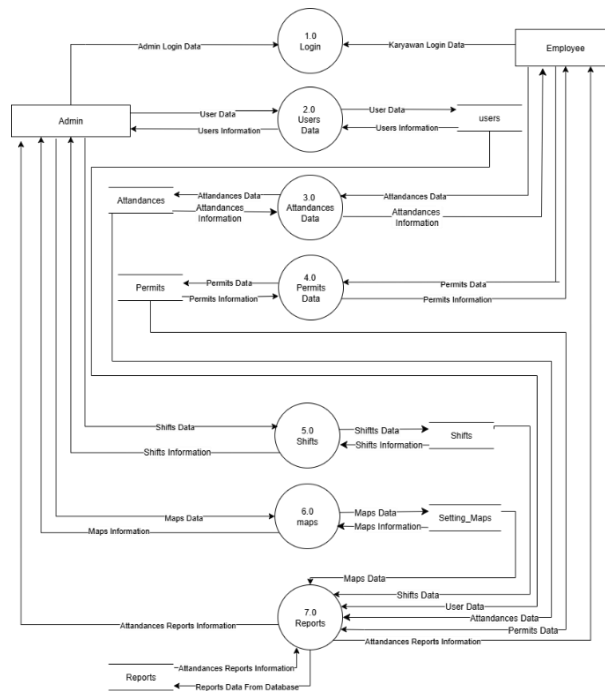 1.0
Login
Admin Login Data
Karyawan Login Data
Employee
Admin
User Data
Users Information
2.0
Users
Data
User Data
Users Information
users
Attandances
Attandances Data
Attandances
Information
3.0
Attandances
Data
Attandances Data
Attandances
Information
Permits
Permits Data
Permits Information
4.0
Permits
Data
Permits Data
Permits Information
Shifts Data
Shifts Information
5.0
Shifts
Shiftts Data
Shifts Information
Shifts
Maps Data
Maps Information
6.0
maps
Maps Data
Maps Information
Setting_Maps
Maps Data
Shifts Data
User Data
Attandances Data
Permits Data
7.0
Reports
Attandances Reports Information
Attandances Reports Information
Reports
Attandances Reports Information
Reports Data From Database